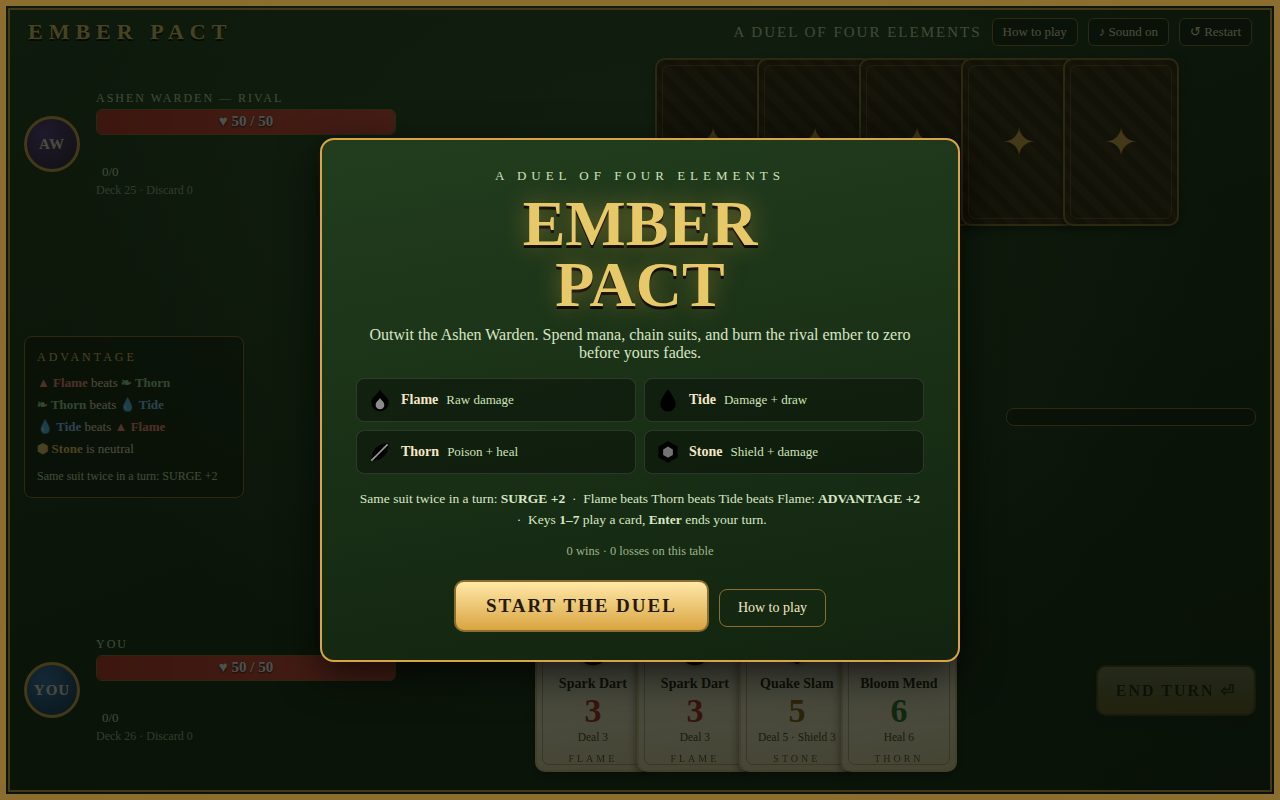 EMBER PACT
A DUEL OF FOUR ELEMENTS
How to play
♪ Sound on
↺ Restart
ASHEN WARDEN — RIVAL
AW
♥ 50 / 50
0/0
Deck 25 · Discard 0
A DUEL OF FOUR ELEMENTS
EMBER
PACT
Outwit the Ashen Warden. Spend mana, chain suits, and burn the rival ember to zero
before yours fades.
Flame Raw damage
Tide Damage + draw
Thorn Poison + heal
Stone Shield + damage
Same suit twice in a turn: SURGE +2 · Flame beats Thorn beats Tide beats Flame: ADVANTAGE +2
· Keys 1–7 play a card, Enter ends your turn.
0 wins · 0 losses on this table
START THE DUEL
How to play
ADVANTAGE
▲ Flame beats ❧ Thorn
❧ Thorn beats 💧 Tide
💧 Tide beats ▲ Flame
⬢ Stone is neutral
Same suit twice in a turn: SURGE +2
YOU
YOU
♥ 50 / 50
0/0
Deck 26 · Discard 0
Spark Dart
3
Deal 3
FLAME
Spark Dart
3
Deal 3
FLAME
Quake Slam
5
Deal 5 · Shield 3
STONE
Bloom Mend
6
Heal 6
THORN
END TURN ⏎